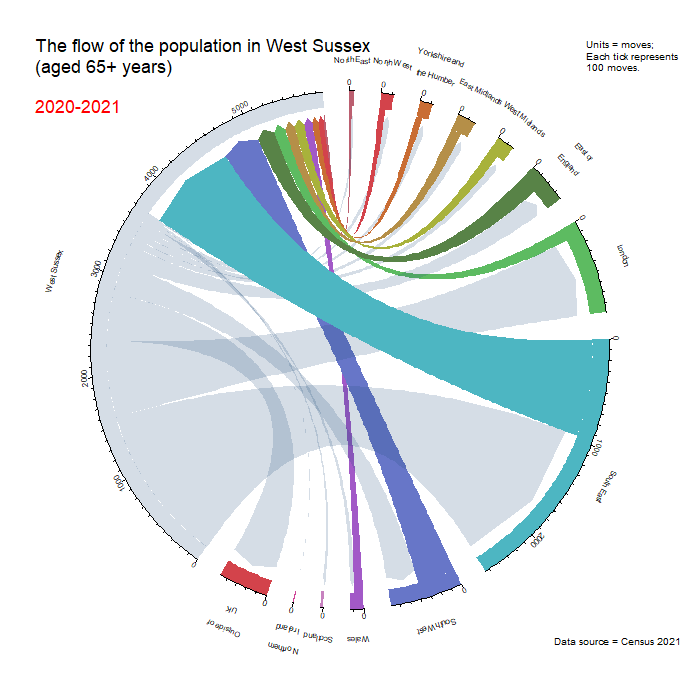 The flow of the population in West Sussex
(aged 65+ years)
2020-2021
Units = moves;
Each tick represents
100 moves.
North East
North West
Yorkshire and
the Humber
East Midlands
West Midlands
East of
England
London
South East
South West
Wales
Scotland
Northern
Ireland
Outside of
UK
West Sussex
0
1000
2000
3000
4000
5000
0
0
0
0
0
0
0
0
1000
2000
0
0
0
0
0
Data source = Census 2021